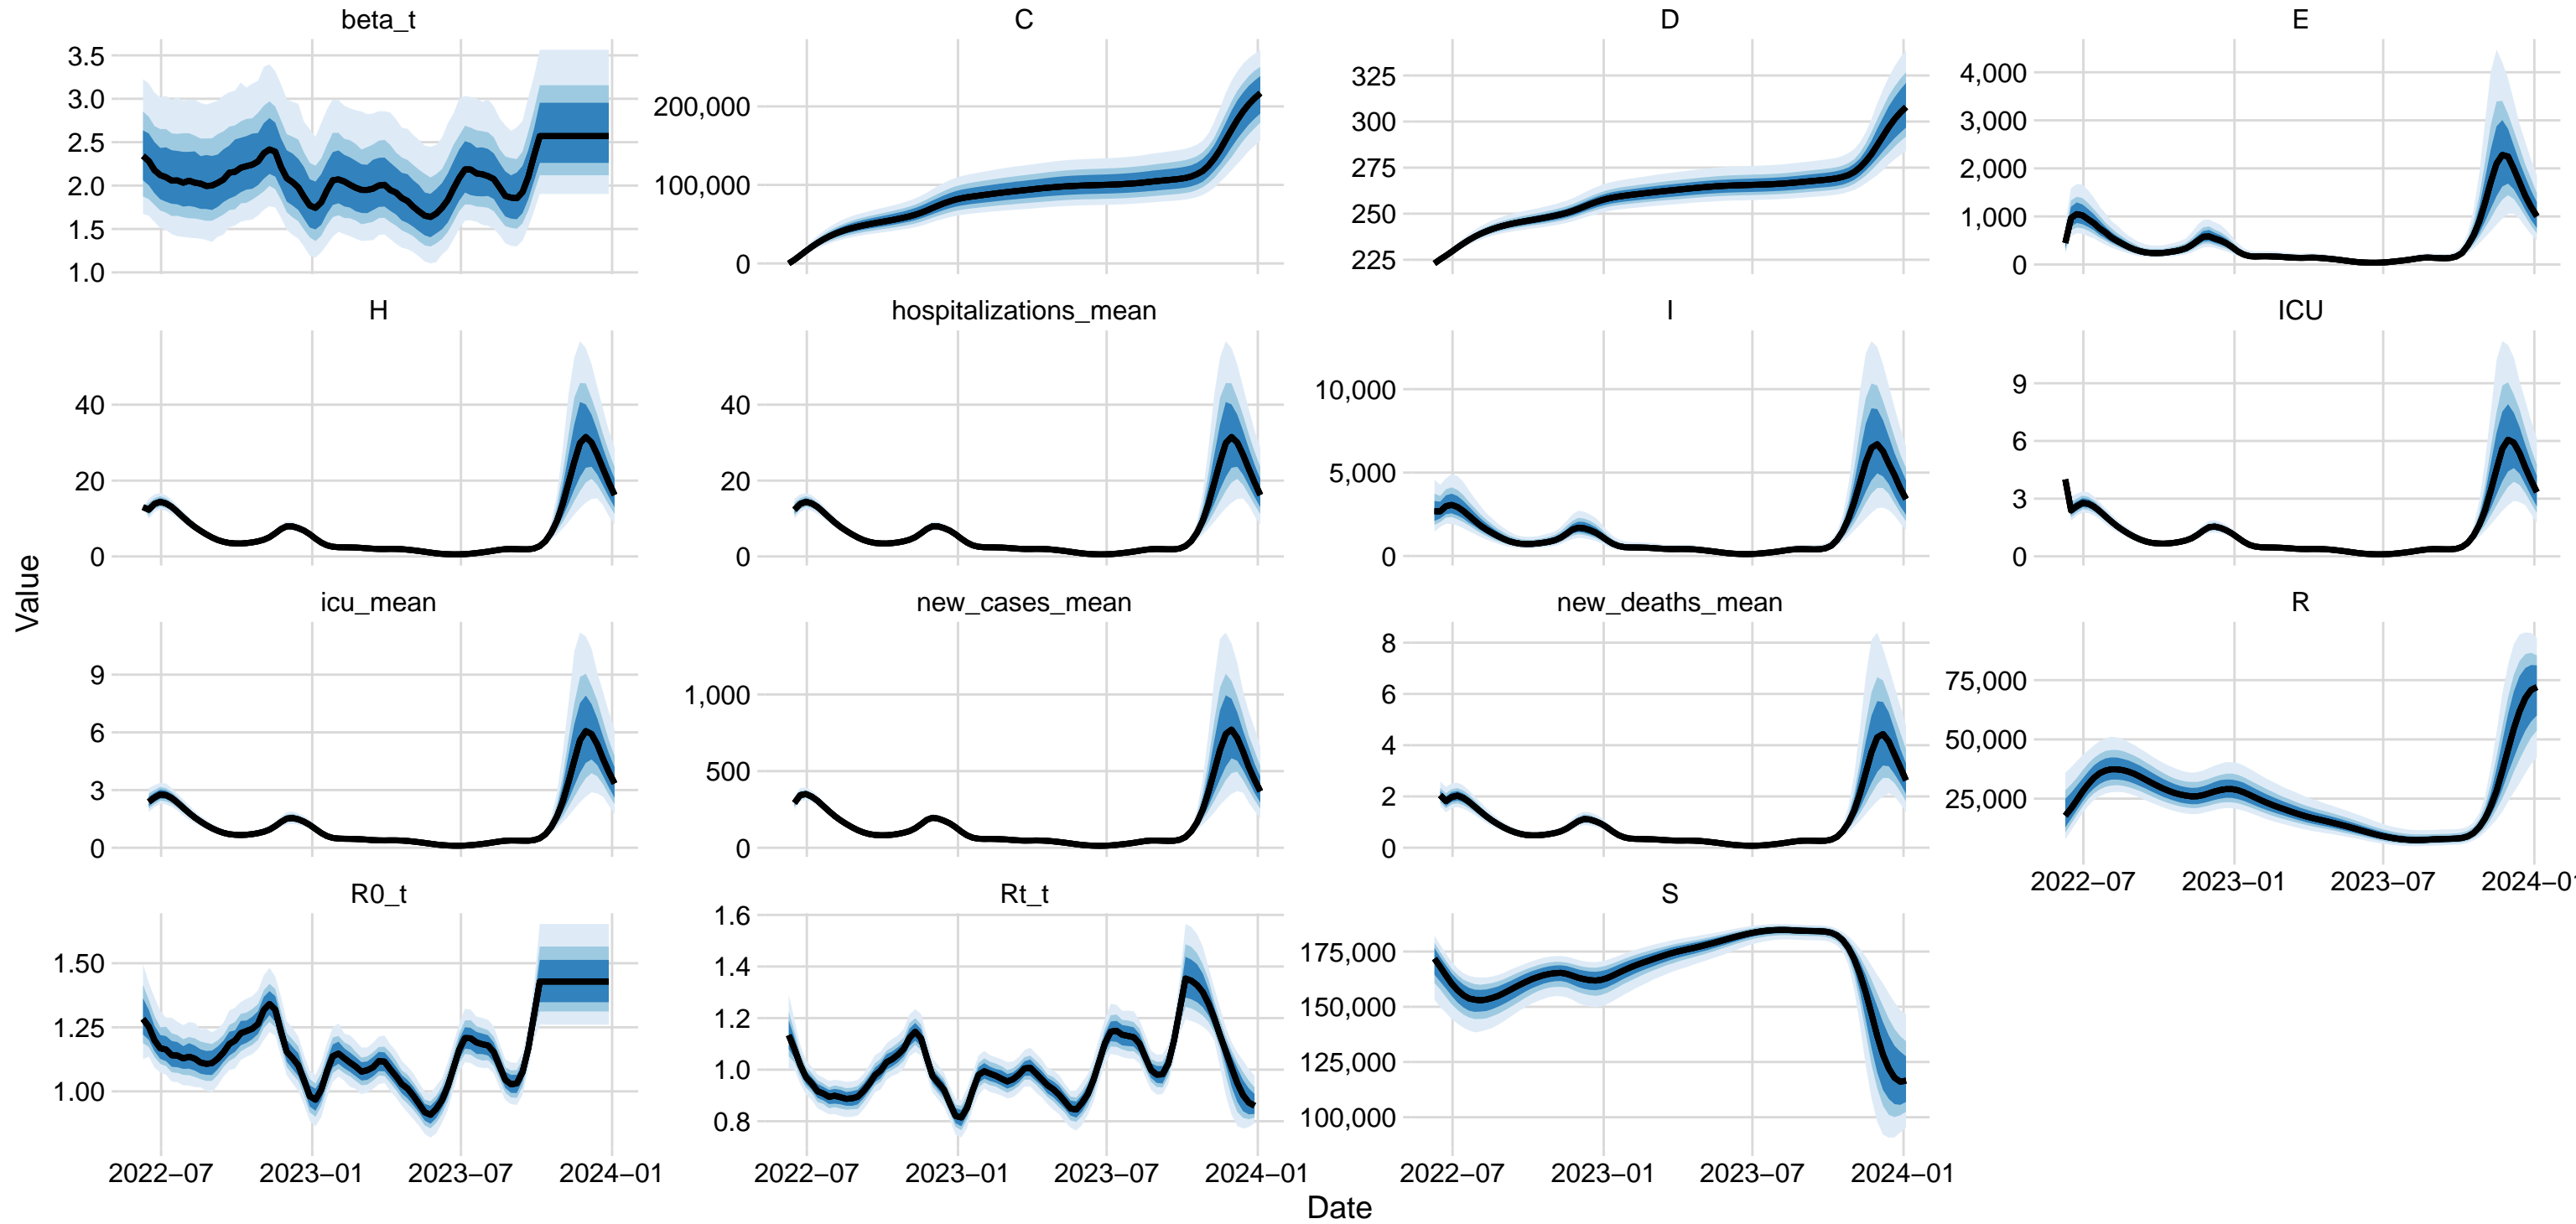 beta_t
C
D
E
3.5
3.0
2.5
2.0
1.5
1.0
200,000
100,000
0
325
300
275
250
225
4,000
3,000
2,000
1,000
0
H
hospitalizations_mean
I
ICU
40
20
0
40
20
0
10,000
5,000
0
9
6
3
0
icu_mean
new_cases_mean
new_deaths_mean
R
9
6
3
0
1,000
500
0
8
6
4
2
0
75,000
50,000
25,000
2022−07 2023−01 2023−07 2024−01
R0_t
Rt_t
S
1.50
1.25
1.00
1.6
1.4
1.2
1.0
0.8
175,000
150,000
125,000
100,000
2022−07 2023−01 2023−07 2024−01
2022−07 2023−01 2023−07 2024−01
2022−07 2023−01 2023−07 2024−01
Date
Value